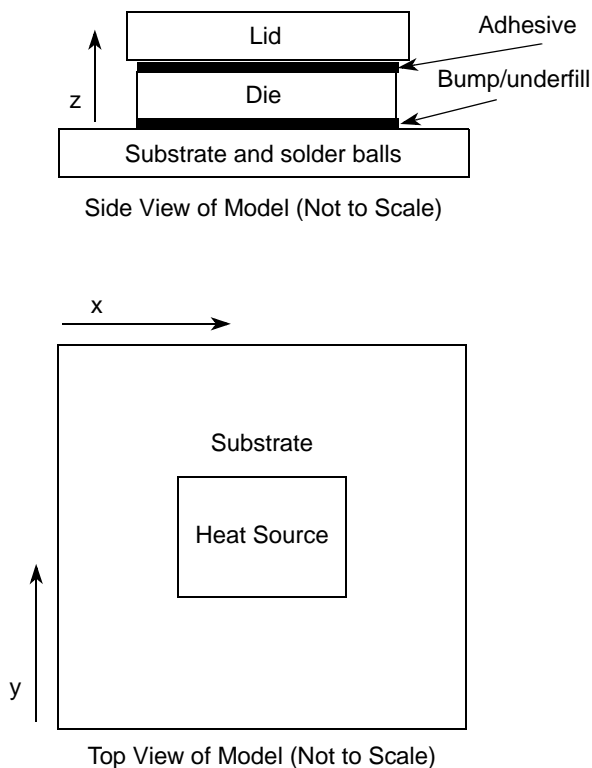 Lid
Adhesive
z
Die
Bump/underfill
Substrate and solder balls
Side View of Model (Not to Scale)
x
Substrate
Heat Source
y
Top View of Model (Not to Scale)